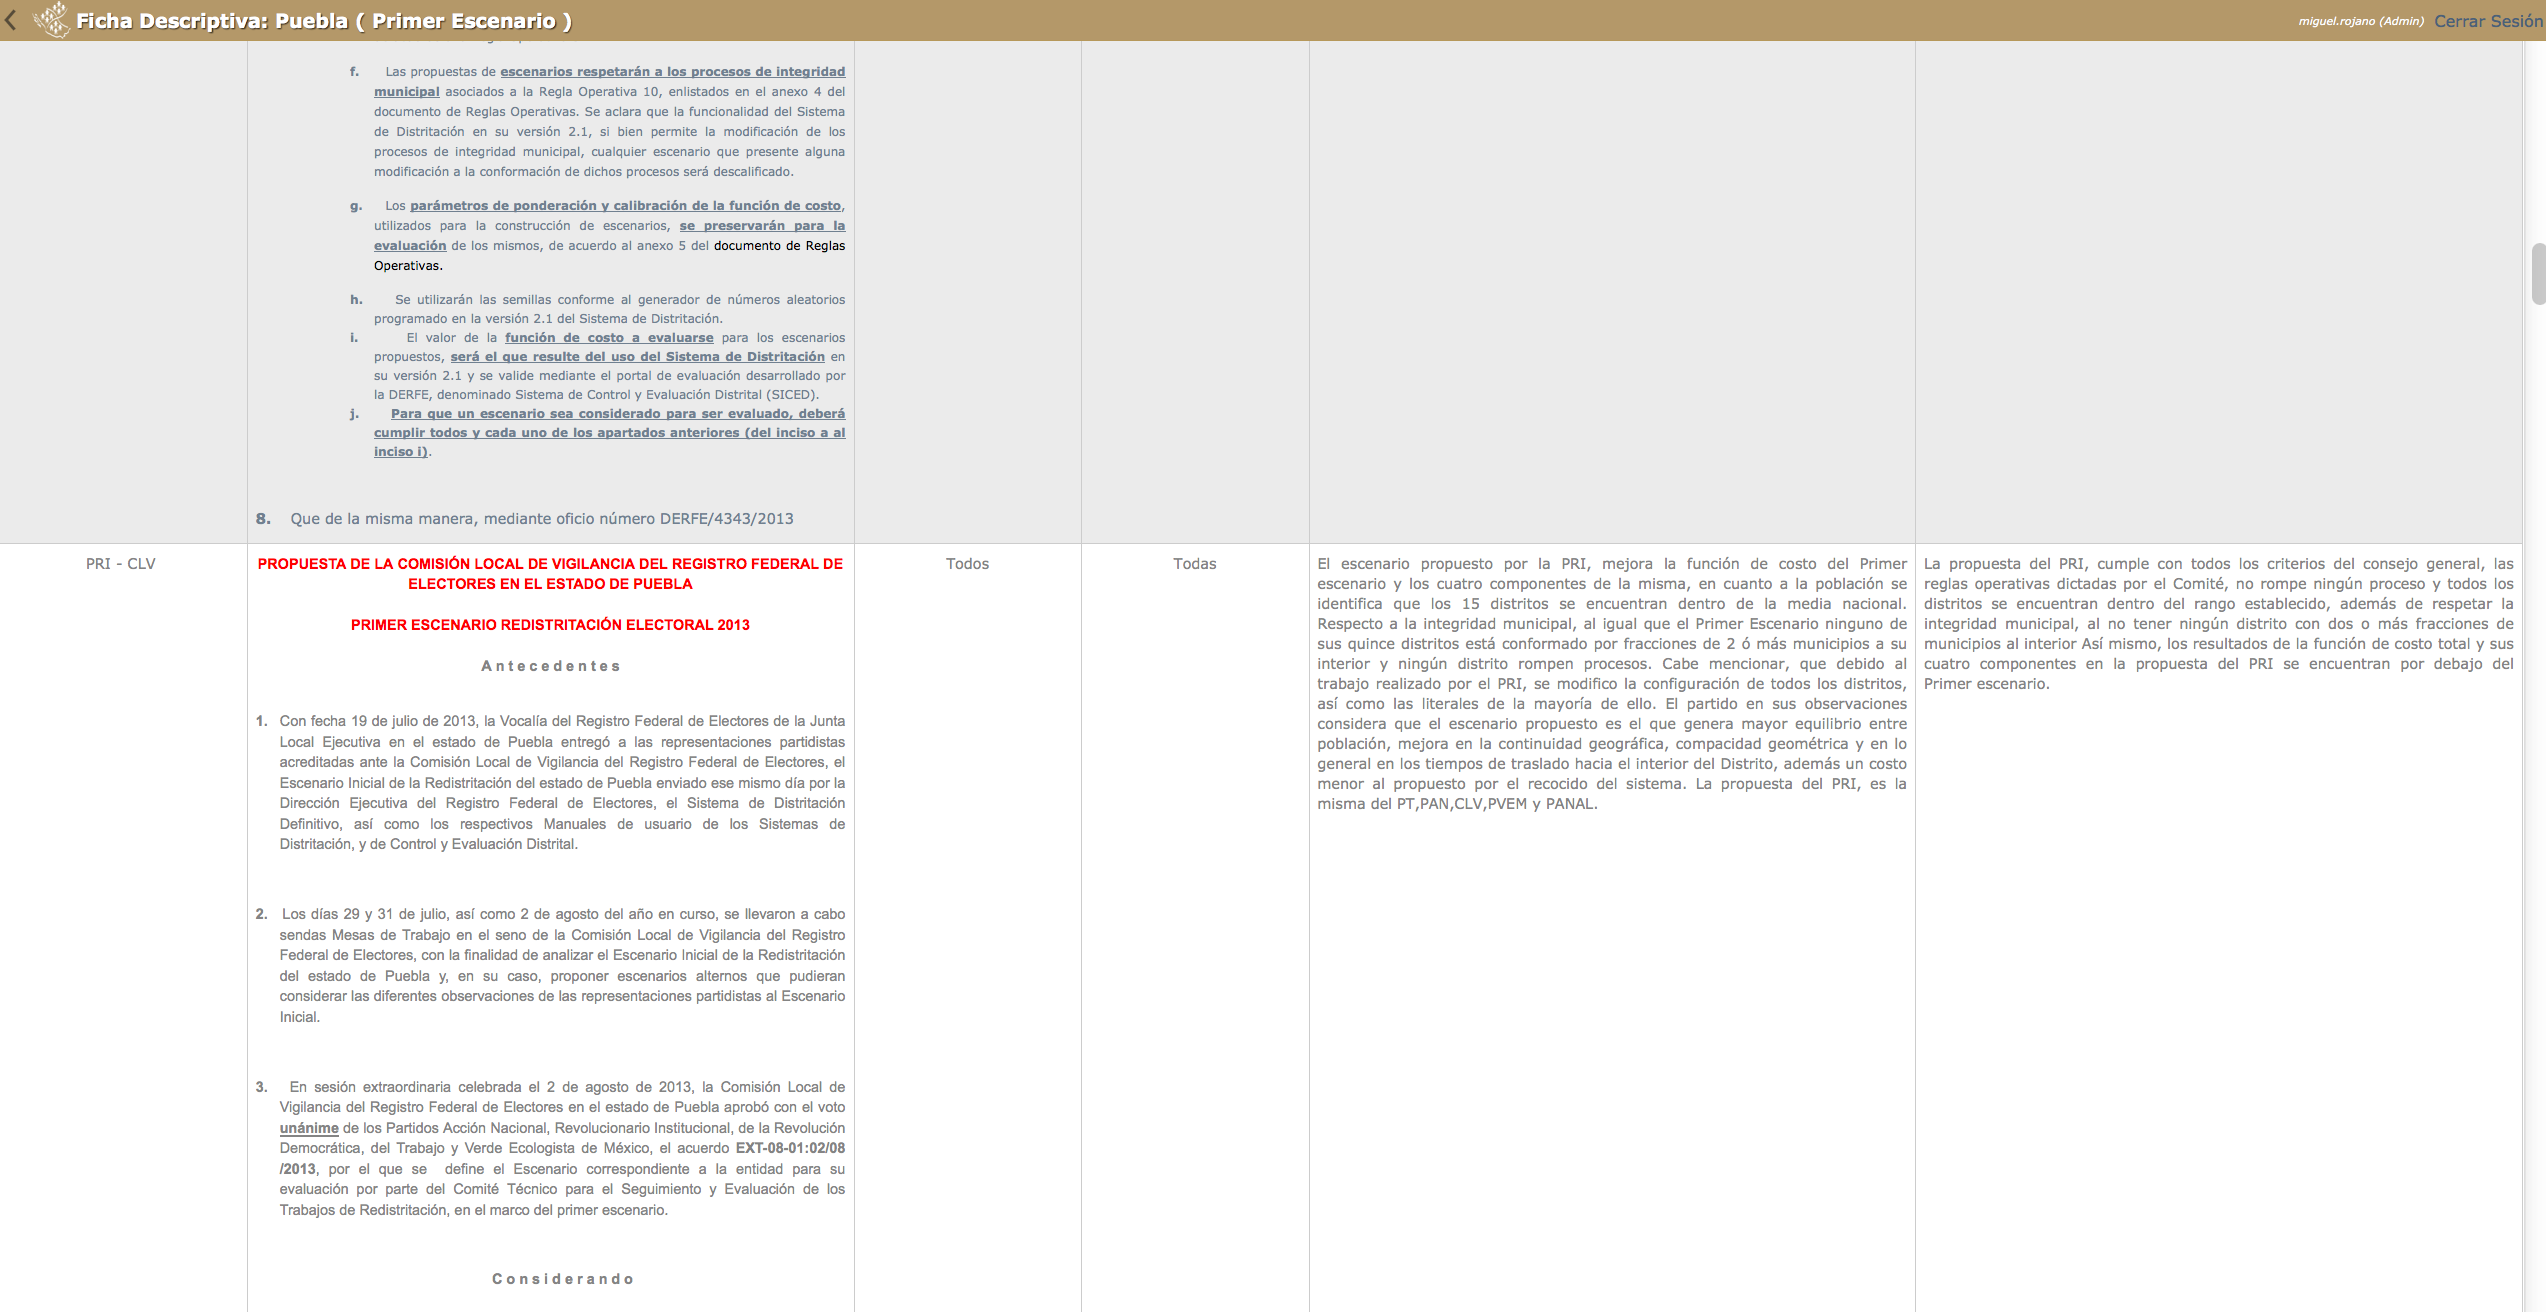 Ficha Descriptiva: Puebla ( Primer Escenario )
miguel.rojano (Admin) Cerrar Sesión
f. Las propuestas de escenarios respetarán a los procesos de integridad
municipal asociados a la Regla Operativa 10, enlistados en el anexo 4 del
documento de Reglas Operativas. Se aclara que la funcionalidad del Sistema
de Distritación en su versión 2.1, si bien permite la modificación de los
procesos de integridad municipal, cualquier escenario que presente alguna
modificación a la conformación de dichos procesos será descalificado.
g. Los parámetros de ponderación y calibración de la función de costo,
utilizados para la construcción de escenarios, se preservarán para la
evaluación de los mismos, de acuerdo al anexo 5 del documento de Reglas
Operativas.
h. Se utilizarán las semillas conforme al generador de números aleatorios
programado en la versión 2.1 del Sistema de Distritación.
i. El valor de la función de costo a evaluarse para los escenarios
propuestos, será el que resulte del uso del Sistema de Distritación en
su versión 2.1 y se valide mediante el portal de evaluación desarrollado por
la DERFE, denominado Sistema de Control y Evaluación Distrital (SICED).
j. Para que un escenario sea considerado para ser evaluado, deberá
cumplir todos y cada uno de los apartados anteriores (del inciso a al
inciso i).
8. Que de la misma manera, mediante oficio número DERFE/4343/2013
PRI - CLV
PROPUESTA DE LA COMISIÓN LOCAL DE VIGILANCIA DEL REGISTRO FEDERAL DE
ELECTORES EN EL ESTADO DE PUEBLA
PRIMER ESCENARIO REDISTRITACIÓN ELECTORAL 2013
Antecedentes
1. Con fecha 19 de julio de 2013, la Vocalía del Registro Federal de Electores de la Junta
Local Ejecutiva en el estado de Puebla entregó a las representaciones partidistas
acreditadas ante la Comisión Local de Vigilancia del Registro Federal de Electores, el
Escenario Inicial de la Redistritación del estado de Puebla enviado ese mismo día por la
Dirección Ejecutiva del Registro Federal de Electores, el Sistema de Distritación
Definitivo, así como los respectivos Manuales de usuario de los Sistemas de
Distritación, y de Control y Evaluación Distrital.
2. Los días 29 y 31 de julio, así como 2 de agosto del año en curso, se llevaron a cabo
sendas Mesas de Trabajo en el seno de la Comisión Local de Vigilancia del Registro
Federal de Electores, con la finalidad de analizar el Escenario Inicial de la Redistritación
del estado de Puebla y, en su caso, proponer escenarios alternos que pudieran
considerar las diferentes observaciones de las representaciones partidistas al Escenario
Inicial.
3. En sesión extraordinaria celebrada el 2 de agosto de 2013, la Comisión Local de
Vigilancia del Registro Federal de Electores en el estado de Puebla aprobó con el voto
unánime de los Partidos Acción Nacional, Revolucionario Institucional, de la Revolución
Democrática, del Trabajo y Verde Ecologista de México, el acuerdo EXT-08-01:02/08
/2013, por el que se define el Escenario correspondiente a la entidad para su
evaluación por parte del Comité Técnico para el Seguimiento y Evaluación de los
Trabajos de Redistritación, en el marco del primer escenario.
Considerando
Todos
Todas
El escenario propuesto por la PRI, mejora la función de costo del Primer
escenario y los cuatro componentes de la misma, en cuanto a la población se
identifica que los 15 distritos se encuentran dentro de la media nacional.
Respecto a la integridad municipal, al igual que el Primer Escenario ninguno de
sus quince distritos está conformado por fracciones de 2 ó más municipios a su
interior y ningún distrito rompen procesos. Cabe mencionar, que debido al
trabajo realizado por el PRI, se modifico la configuración de todos los distritos,
así como las literales de la mayoría de ello. El partido en sus observaciones
considera que el escenario propuesto es el que genera mayor equilibrio entre
población, mejora en la continuidad geográfica, compacidad geométrica y en lo
general en los tiempos de traslado hacia el interior del Distrito, además un costo
menor al propuesto por el recocido del sistema. La propuesta del PRI, es la
misma del PT,PAN,CLV,PVEM y PANAL.
La propuesta del PRI, cumple con todos los criterios del consejo general, las
reglas operativas dictadas por el Comité, no rompe ningún proceso y todos los
distritos se encuentran dentro del rango establecido, además de respetar la
integridad municipal, al no tener ningún distrito con dos o más fracciones de
municipios al interior Así mismo, los resultados de la función de costo total y sus
cuatro componentes en la propuesta del PRI se encuentran por debajo del
Primer escenario.